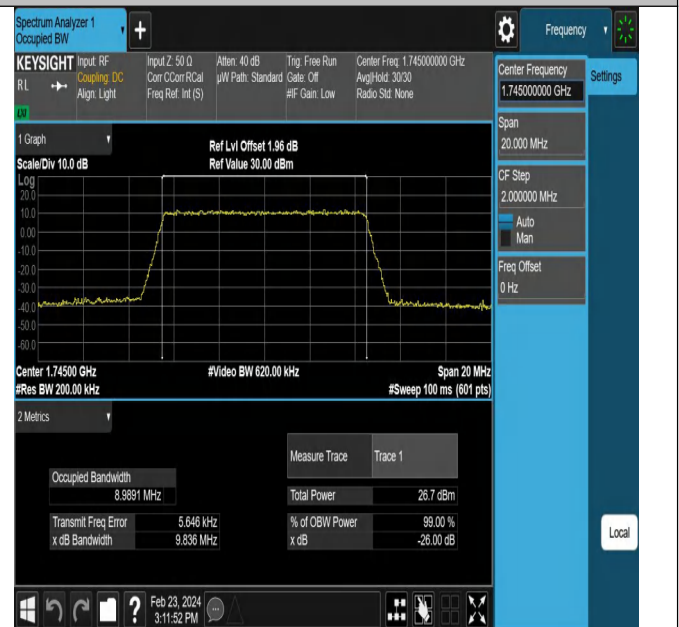 Spectrum Analyzer 1
Occupied BW
+
Frequency
KEYSIGHT
RL
Input: RF
Coupling: DC
Align: Light
Input Z: 50 Ω
Corr CCorr RCal
Freq Ref: Int (S)
Atten: 40 dB
µW Path: Standard
Trig: Free Run
Gate: Off
#IF Gain: Low
Center Freq: 1.745000000 GHz
Avg|Hold: 30/30
Radio Std: None
Center Frequency
1.745000000 GHz
Settings
Span
20.000 MHz
CF Step
2.000000 MHz
Auto
Man
Freq Offset
0 Hz
Local
1 Graph
Scale/Div 10.0 dB
Ref Lvl Offset 1.96 dB
Ref Value 30.00 dBm
Log
20.0
10.0
0.00
-10.0
-20.0
-30.0
-40.0
-50.0
-60.0
Center 1.74500 GHz
#Res BW 200.00 kHz
#Video BW 620.00 kHz
Span 20 MHz
#Sweep 100 ms (601 pts)
2 Metrics
Measure Trace Trace 1
Occupied Bandwidth
8.9891 MHz
Total Power 26.7 dBm
Transmit Freq Error 5.646 kHz
% of OBW Power 99.00 %
x dB Bandwidth 9.836 MHz
x dB -26.00 dB
?
Feb 23, 2024
3:11:52 PM